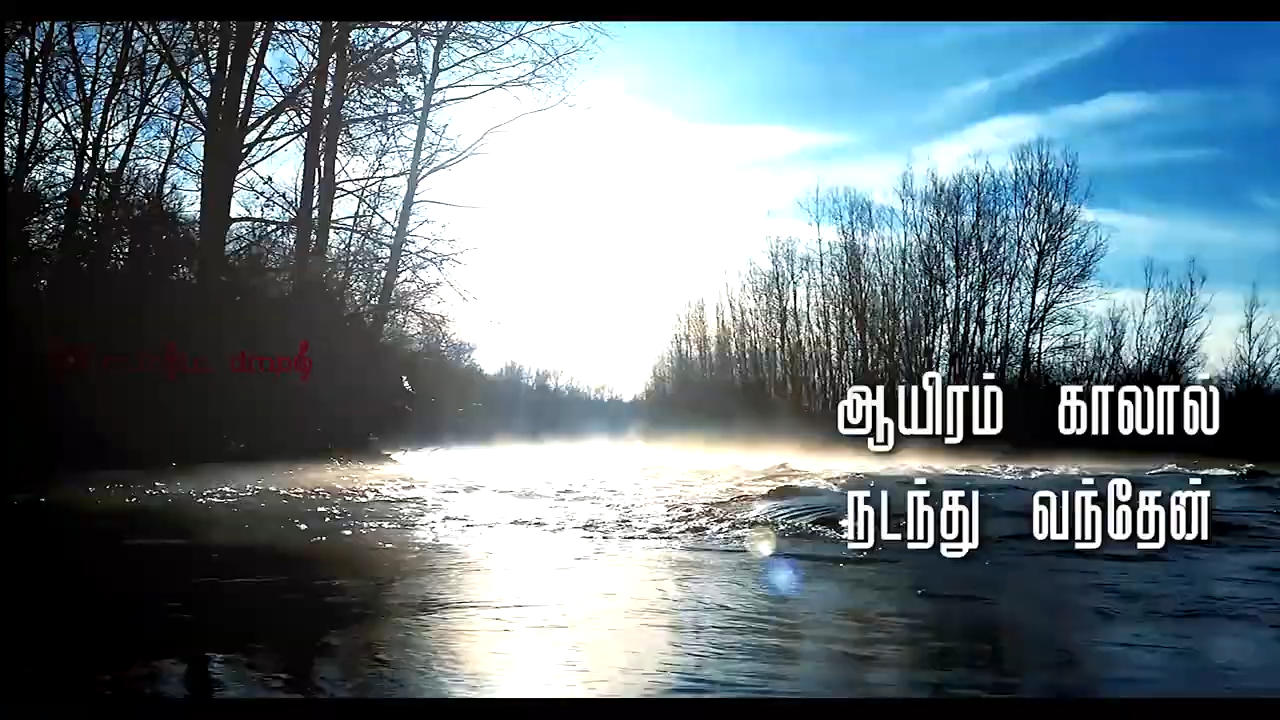 ஆயிரம் காலால்
நடந்து வந்தேன்